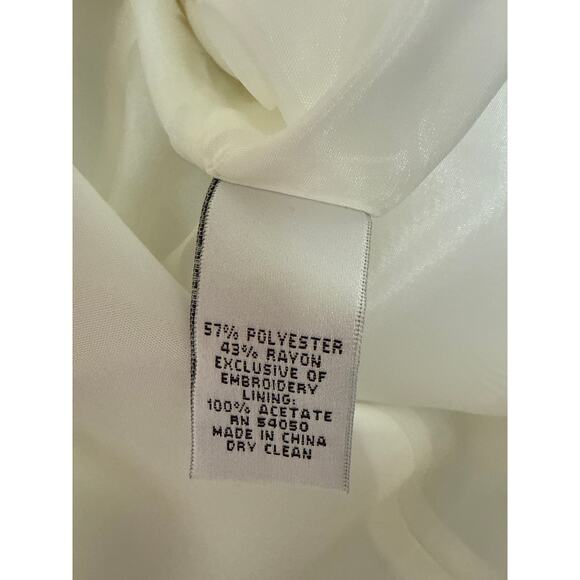 57% POLYESTER
43% RAYON
EXCLUSIVE OF
EMBROIDERY
LINING:
100% ACETATE
RN 54050
MADE IN CHINA
DRY CLEAN